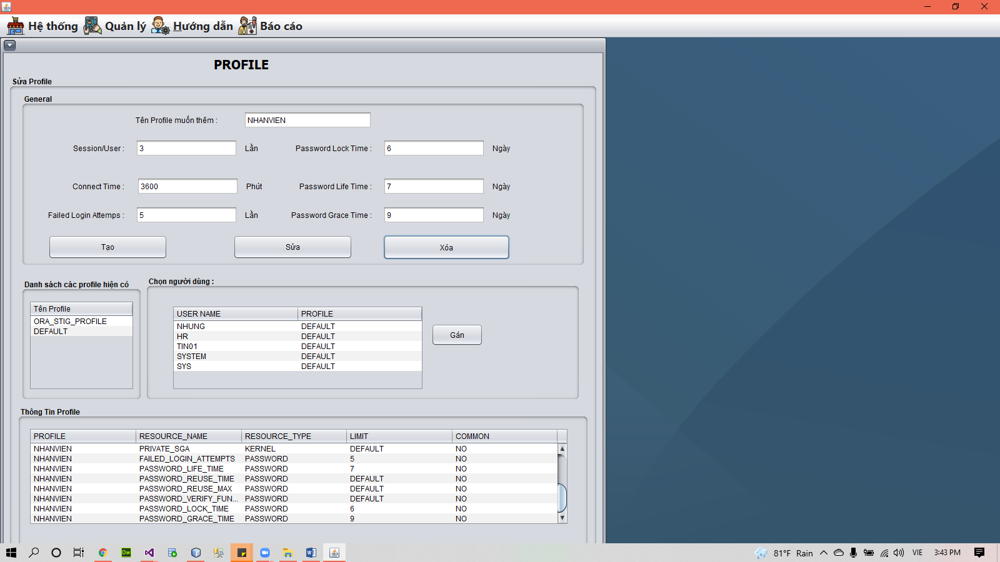 Hệ thống Quản lý Hướng dẫn Báo cáo
PROFILE
Sửa Profile
General
Tên Profile muốn thêm : NHANVIEN
Session/User : 3 Lần Password Lock Time : 6 Ngày
Connect Time : 3600 Phút Password Life Time : 7 Ngày
Failed Login Attemps : 5 Lần Password Grace Time : 9 Ngày
Tạo Sửa Xóa
Danh sách các profile hiện có
Tên Profile
ORA_STIG_PROFILE
DEFAULT
Chọn người dùng :
USER NAME PROFILE
NHUNG DEFAULT
HR DEFAULT
TIN01 DEFAULT
SYSTEM DEFAULT
SYS DEFAULT
Gán
Thông Tin Profile
PROFILE RESOURCE_NAME RESOURCE_TYPE LIMIT COMMON
NHANVIEN PRIVATE_SGA KERNEL DEFAULT NO
NHANVIEN FAILED_LOGIN_ATTEMPTS PASSWORD 5 NO
NHANVIEN PASSWORD_LIFE_TIME PASSWORD 7 NO
NHANVIEN PASSWORD_REUSE_TIME PASSWORD DEFAULT NO
NHANVIEN PASSWORD_REUSE_MAX PASSWORD DEFAULT NO
NHANVIEN PASSWORD_VERIFY_FUN... PASSWORD DEFAULT NO
NHANVIEN PASSWORD_LOCK_TIME PASSWORD 6 NO
NHANVIEN PASSWORD_GRACE_TIME PASSWORD 9 NO
Dw 81°F Rain VIE 3:43 PM